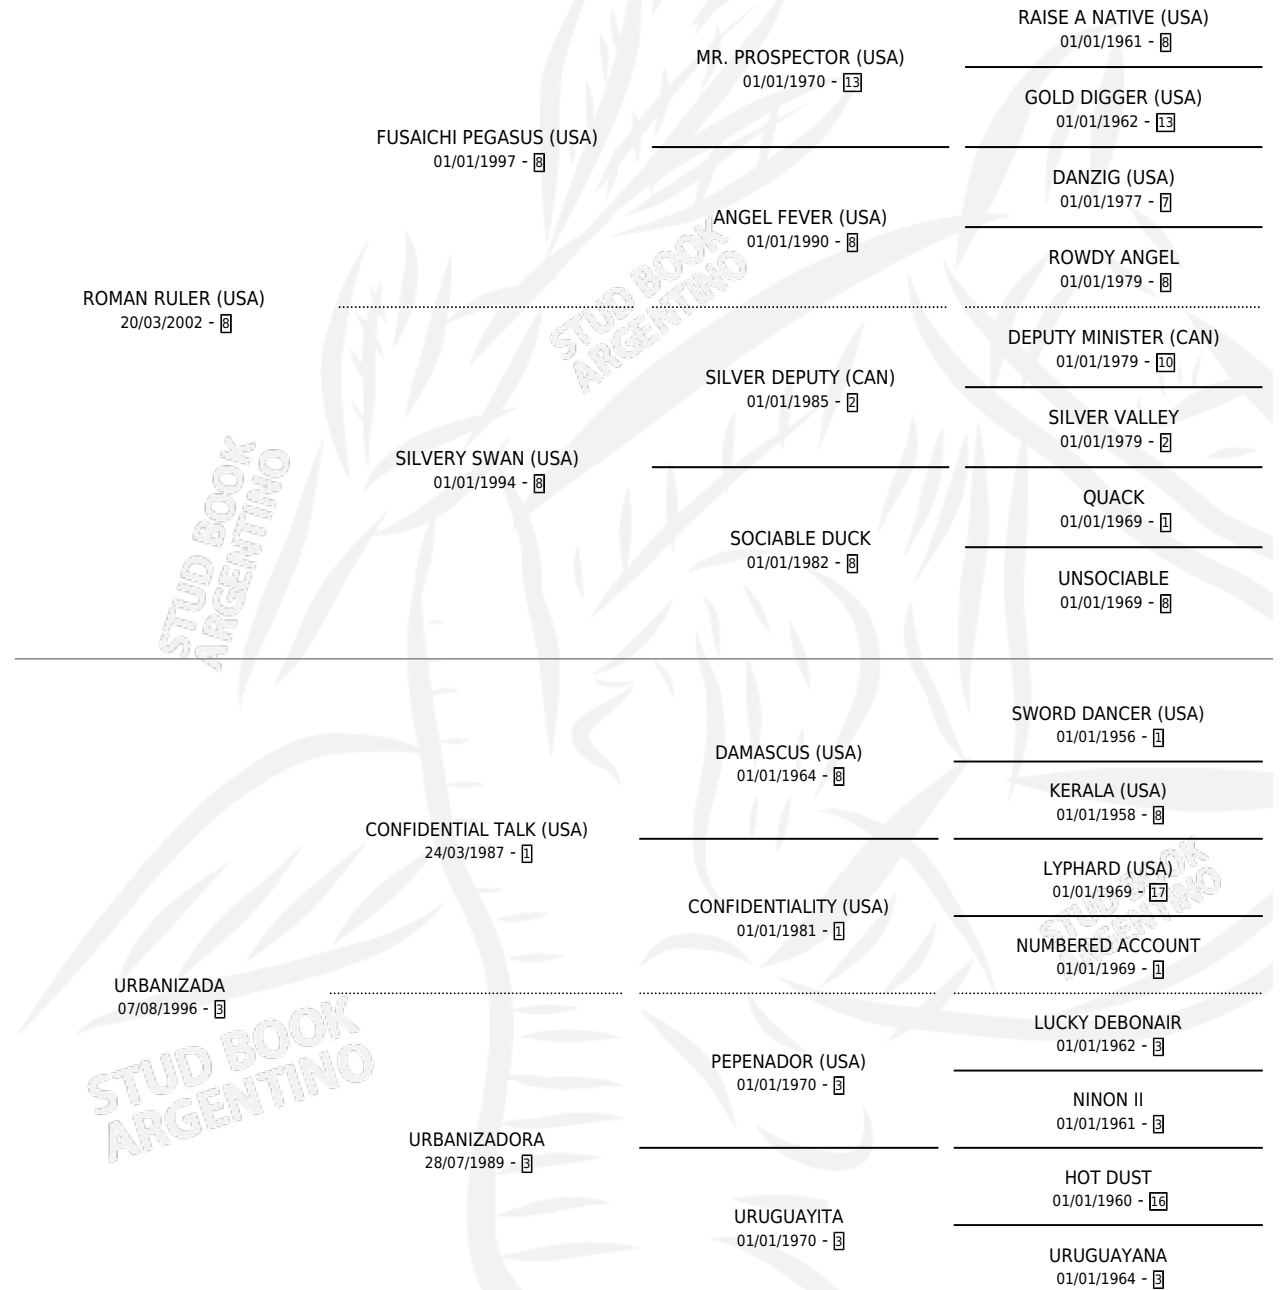 RAISE A NATIVE (USA)
01/01/1961 - 8
MR. PROSPECTOR (USA)
01/01/1970 - 13
GOLD DIGGER (USA)
01/01/1962 - 13
FUSAICHI PEGASUS (USA)
01/01/1997 - 8
DANZIG (USA)
01/01/1977 - 7
ANGEL FEVER (USA)
01/01/1990 - 8
ROWDY ANGEL
01/01/1979 - 8
ROMAN RULER (USA)
20/03/2002 - 8
DEPUTY MINISTER (CAN)
01/01/1979 - 10
SILVER DEPUTY (CAN)
01/01/1985 - 2
SILVER VALLEY
01/01/1979 - 2
SILVERY SWAN (USA)
01/01/1994 - 8
QUACK
01/01/1969 - 1
SOCIABLE DUCK
01/01/1982 - 8
UNSOCIABLE
01/01/1969 - 8
SWORD DANCER (USA)
01/01/1956 - 1
DAMASCUS (USA)
01/01/1964 - 8
KERALA (USA)
01/01/1958 - 8
CONFIDENTIAL TALK (USA)
24/03/1987 - 1
LYPHARD (USA)
01/01/1969 - 17
CONFIDENTIALITY (USA)
01/01/1981 - 1
NUMBERED ACCOUNT
01/01/1969 - 1
URBANIZADA
07/08/1996 - 3
LUCKY DEBONAIR
01/01/1962 - 3
PEPENADOR (USA)
01/01/1970 - 3
NINON II
01/01/1961 - 3
URBANIZADORA
28/07/1989 - 3
HOT DUST
01/01/1960 - 16
URUGUAYITA
01/01/1970 - 3
URUGUAYANA
01/01/1964 - 3
STUD BOOK
ARGENTINO
STUD BOOK
ARGENTINO
STUD BOOK
ARGENTINO
STUD BOOK
ARGENTINO